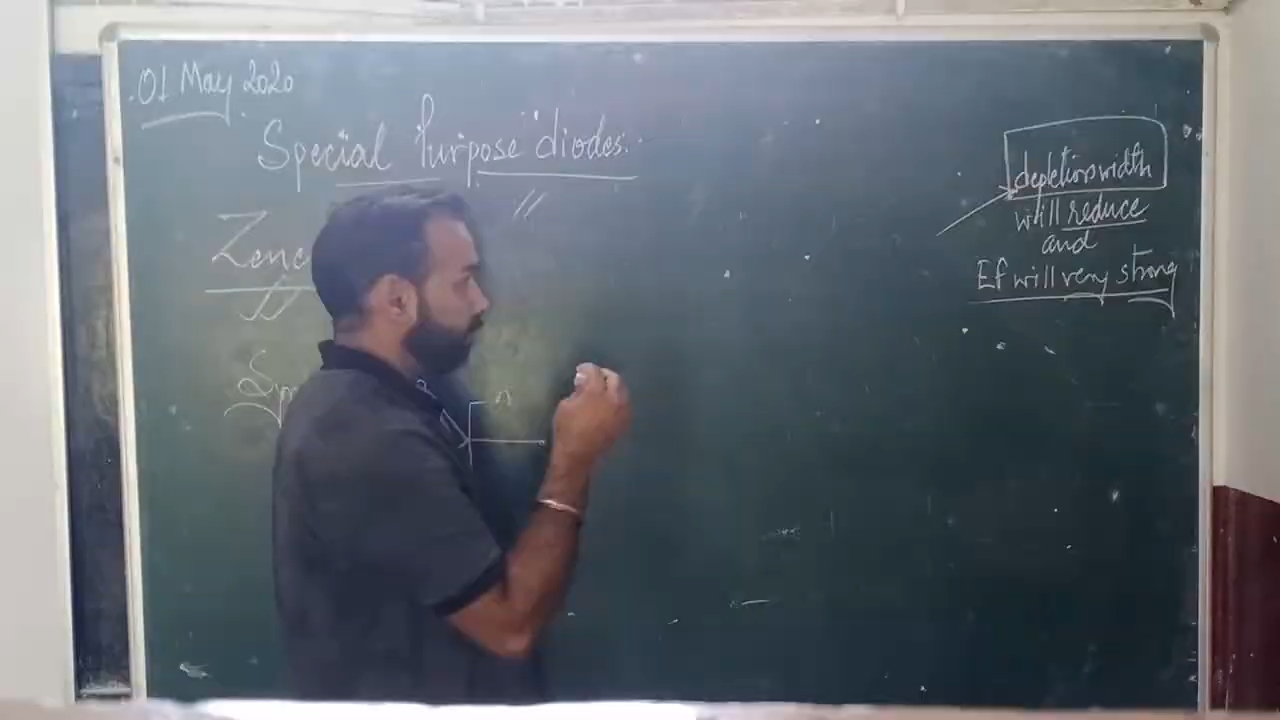 01 May 2020
Special Purpose diodes:
n
depletion width
will reduce
and
Ef will very strong